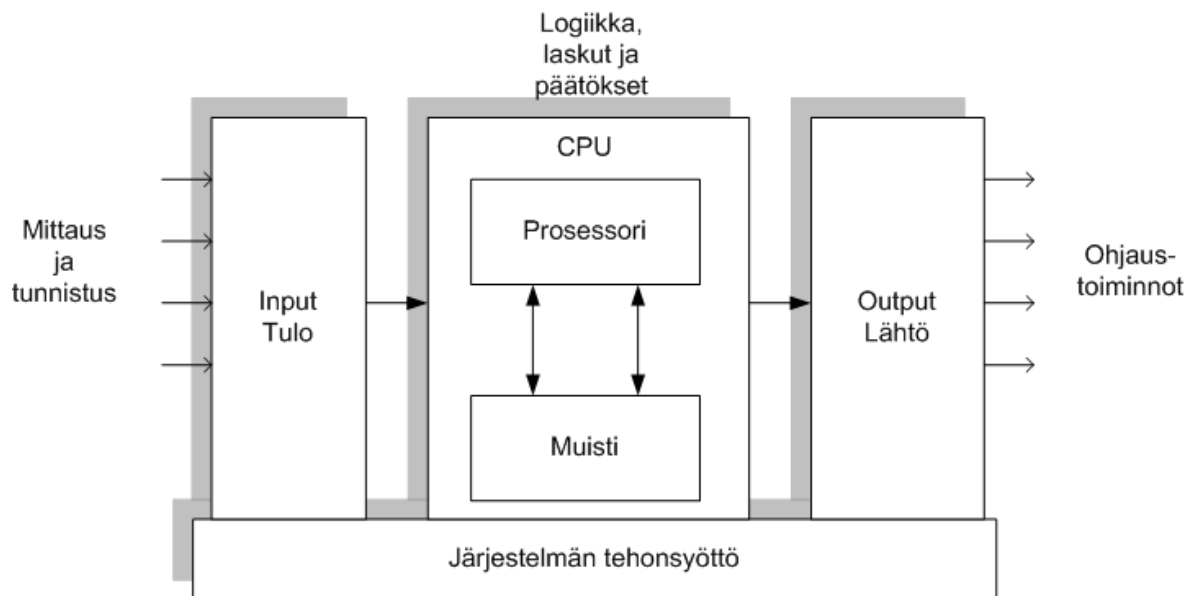 Logiikka,
laskut ja
päätökset
CPU
Prosessori
Mittaus
ja
tunnistus
Input
Tulo
Output
Lähtö
Ohjaus-
toiminnot
Muisti
Järjestelmän tehonsyöttö